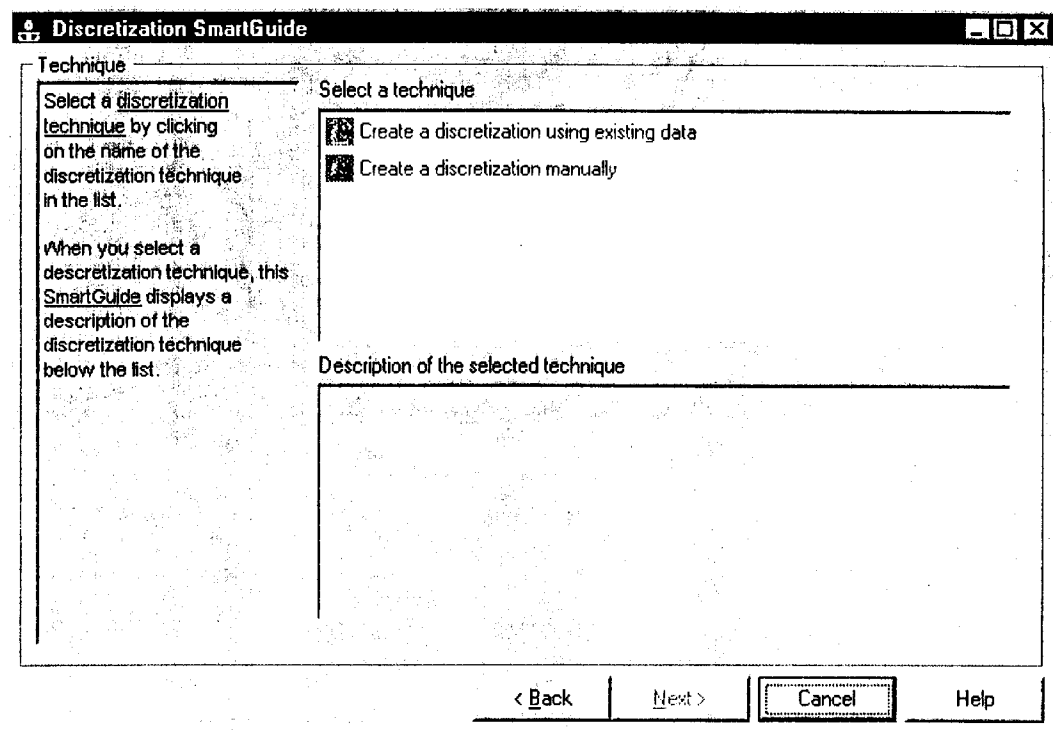 Discretization SmartGuide
Technique
Select a discretization
technique by clicking
on the name of the
discretization technique
in the list.
When you select a
descretization technique, this
SmartGuide displays a
description of the
discretization technique
below the list.
Select a technique
Create a discretization using existing data
Create a discretization manually
Description of the selected technique
< Back
Next >
Cancel
Help